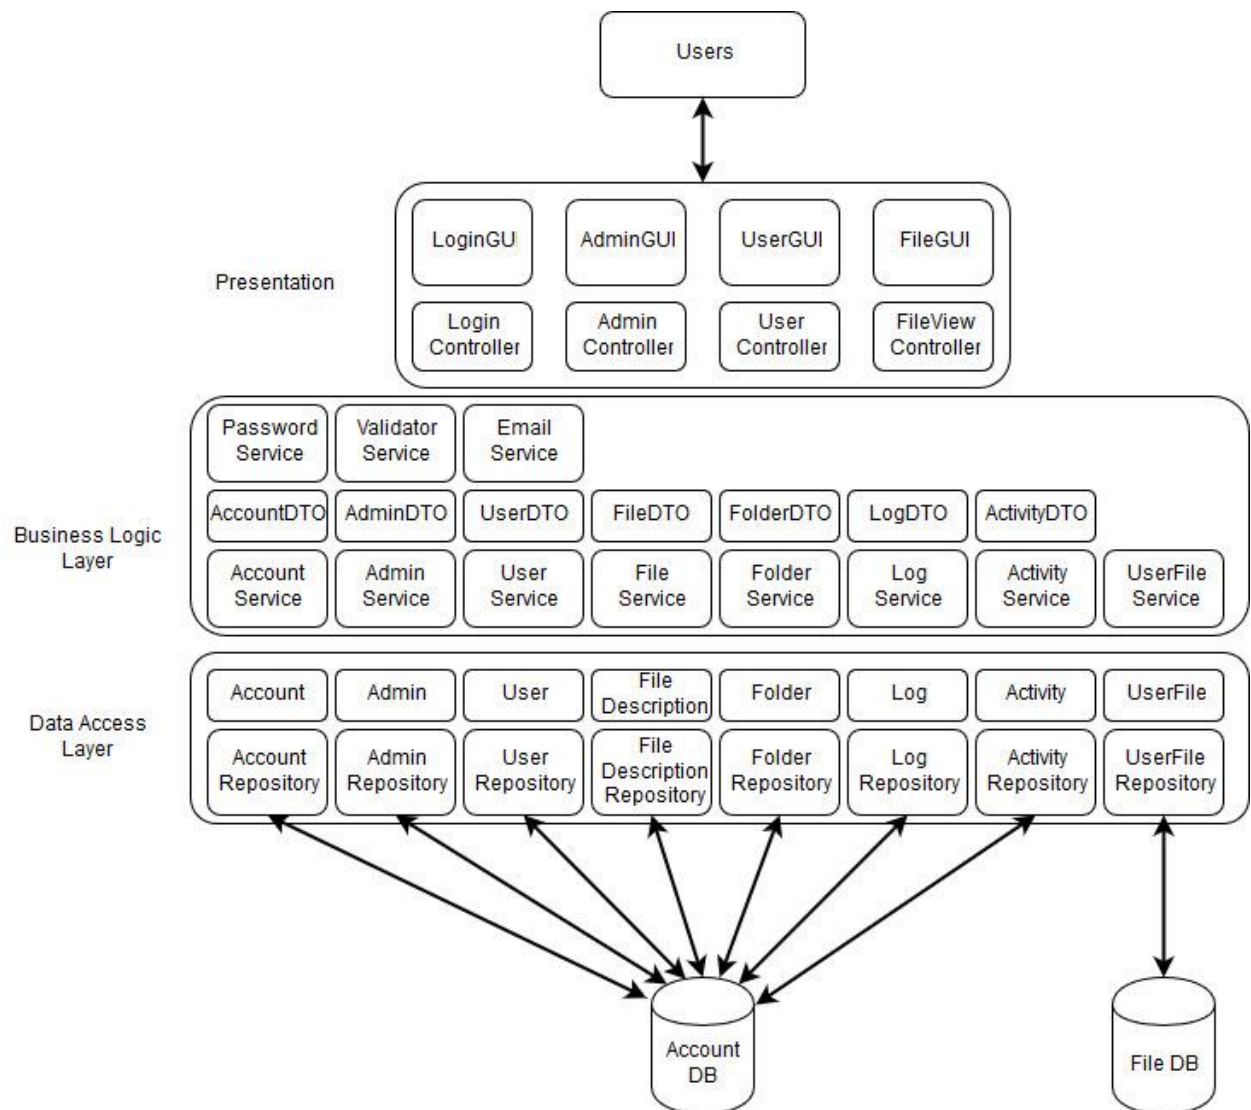 Users
LoginGUI
AdminGUI
UserGUI
FileGUI
Presentation
Login
Controller
Admin
Controller
User
Controller
FileView
Controller
Password
Service
Validator
Service
Email
Service
AccountDTO
AdminDTO
UserDTO
FileDTO
FolderDTO
LogDTO
ActivityDTO
Business Logic
Layer
Account
Service
Admin
Service
User
Service
File
Service
Folder
Service
Log
Service
Activity
Service
UserFile
Service
Account
Admin
User
File
Description
Folder
Log
Activity
UserFile
Data Access
Layer
Account
Repository
Admin
Repository
User
Repository
File
Description
Repository
Folder
Repository
Log
Repository
Activity
Repository
UserFile
Repository
Account
DB
File DB